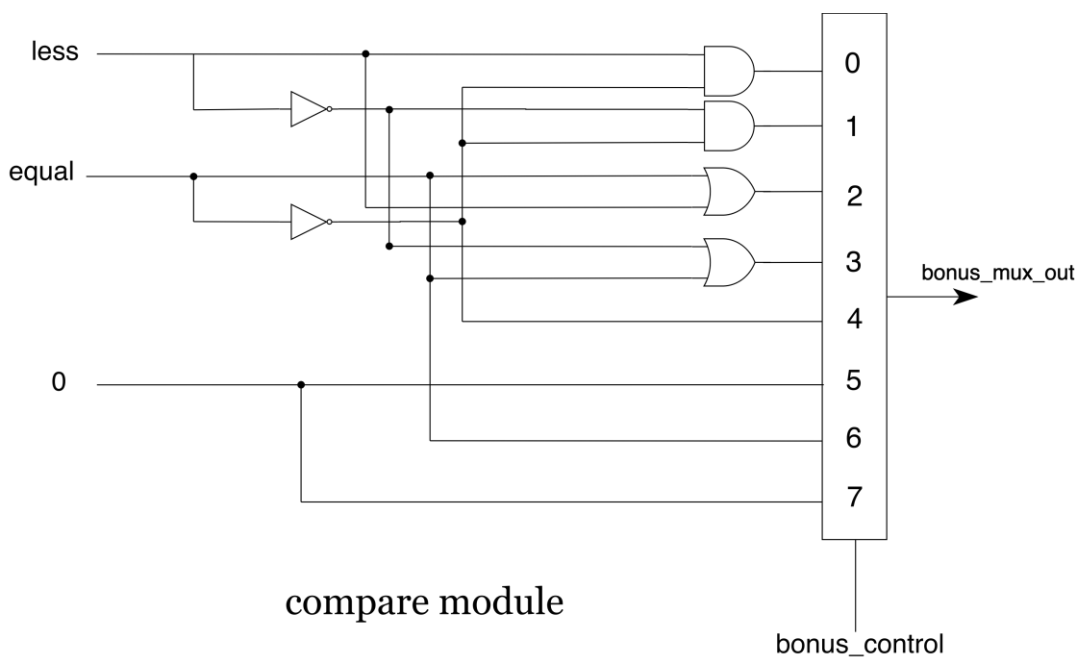 less
equal
0
0
1
2
3
4
5
6
7
bonus_mux_out
compare module
bonus_control